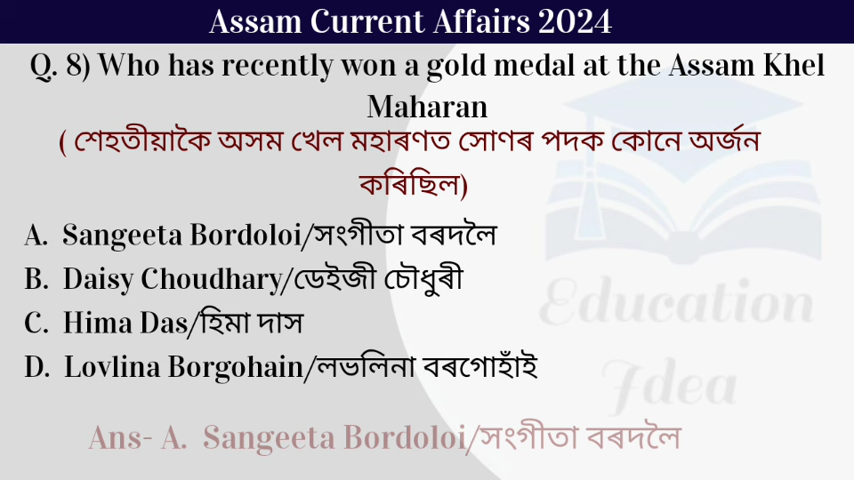 Assam Current Affairs 2024
Q. 8) Who has recently won a gold medal at the Assam Khel
Maharan
( শেহতীয়াকৈ অসম খেল মহাৰণত সোণৰ পদক কোনে অৰ্জন
কৰিছিল)
A. Sangeeta Bordoloi/সংগীতা বৰদলৈ
B. Daisy Choudhary/ডেইজী চৌধুৰী
C. Hima Das/হিমা দাস
D. Lovlina Borgohain/লভলিনা বৰগোহাঁই
Education
Idea
Ans- A. Sangeeta Bordoloi/সংগীতা বৰদলৈ